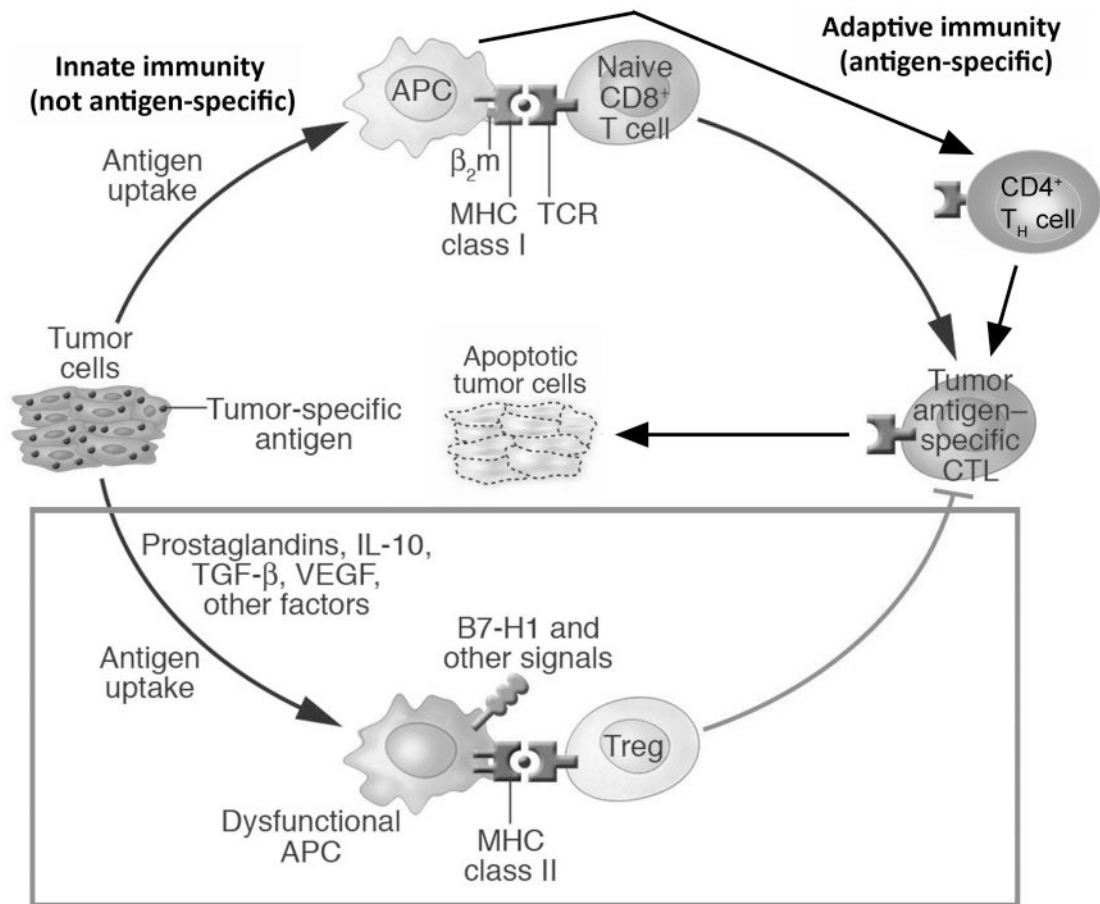 Innate immunity
(not antigen-specific)
Adaptive immunity
(antigen-specific)
APC
Naive
CD8⁺
T cell
β₂m
MHC
class I
TCR
Antigen
uptake
CD4⁺
T_H cell
Tumor
cells
Tumor-specific
antigen
Apoptotic
tumor cells
Tumor
antigen–
specific
CTL
Prostaglandins, IL-10,
TGF-β, VEGF,
other factors
Antigen
uptake
B7-H1 and
other signals
Treg
Dysfunctional
APC
MHC
class II